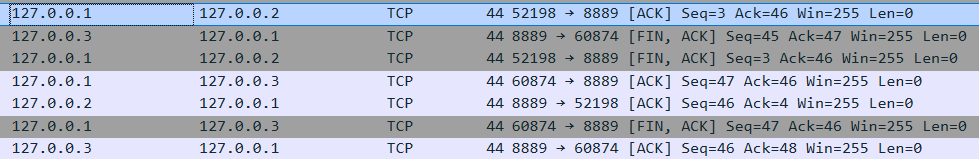 127.0.0.1 127.0.0.2 TCP 44 52198 → 8889 [ACK] Seq=3 Ack=46 Win=255 Len=0
127.0.0.3 127.0.0.1 TCP 44 8889 → 60874 [FIN, ACK] Seq=45 Ack=47 Win=255 Len=0
127.0.0.1 127.0.0.2 TCP 44 52198 → 8889 [FIN, ACK] Seq=3 Ack=46 Win=255 Len=0
127.0.0.1 127.0.0.3 TCP 44 60874 → 8889 [ACK] Seq=47 Ack=46 Win=255 Len=0
127.0.0.2 127.0.0.1 TCP 44 8889 → 52198 [ACK] Seq=46 Ack=4 Win=255 Len=0
127.0.0.1 127.0.0.3 TCP 44 60874 → 8889 [FIN, ACK] Seq=47 Ack=46 Win=255 Len=0
127.0.0.3 127.0.0.1 TCP 44 8889 → 60874 [ACK] Seq=46 Ack=48 Win=255 Len=0